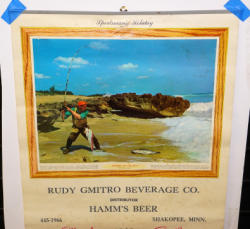 Sportsman's Holiday
RUDY GMITRO BEVERAGE CO.
DISTRIBUTOR
HAMM'S BEER
445-1966 SHAKOPEE, MINN.